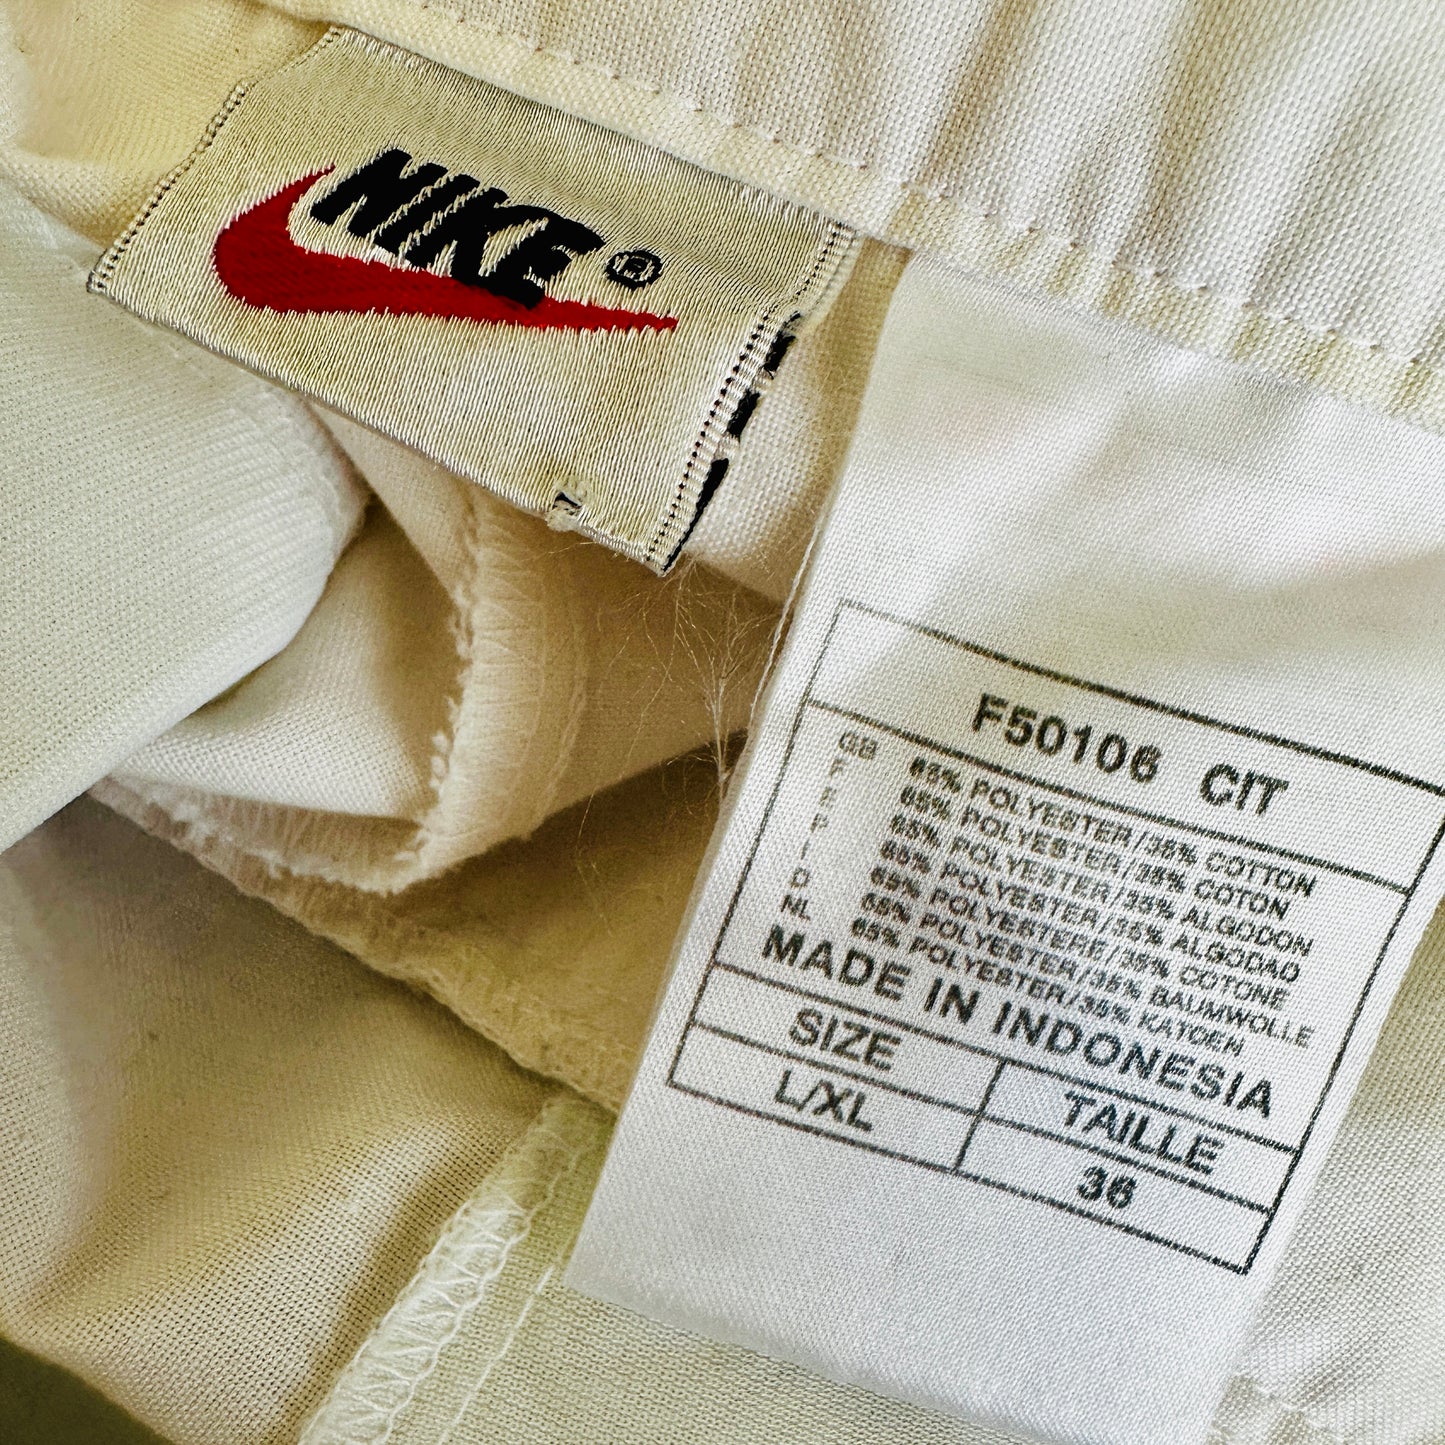 NIKE®
F50106 CIT
GB 65% POLYESTER/35% COTTON
F 65% POLYESTER/35% COTON
E 65% POLYESTER/35% ALGODON
P 65% POLYESTER/35% ALGODAO
I 65% POLYESTERE/35% COTONE
D 65% POLYESTER/35% BAUMWOLLE
NL 65% POLYESTER/35% KATOEN
MADE IN INDONESIA
SIZE TAILLE
L/XL 36